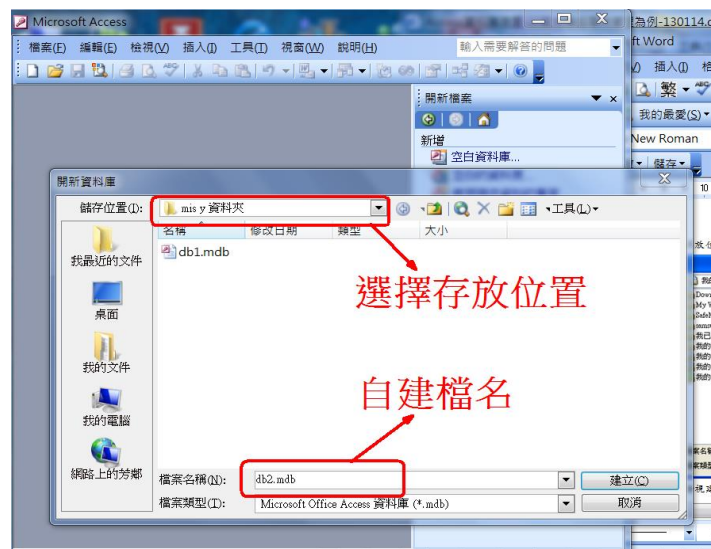 Microsoft Access
為例-130114.d
ft Word
檔案(F) 編輯(E) 檢視(V) 插入(I) 工具(T) 視窗(W) 說明(H)
輸入需要解答的問題
插入(I)
繁
我的最愛(S)
New Roman
儲存
10
開新檔案
新增
空白資料庫...
開新資料庫
儲存位置(I):
mis y 資料夾
工具(L)
名稱 修改日期 類型 大小
db1.mdb
我最近的文件
桌面
我的文件
我的電腦
網路上的芳鄰
選擇存放位置
自建檔名
檔案名稱(N):
db2.mdb
建立(C)
檔案類型(T):
Microsoft Office Access 資料庫 (*.mdb)
取消